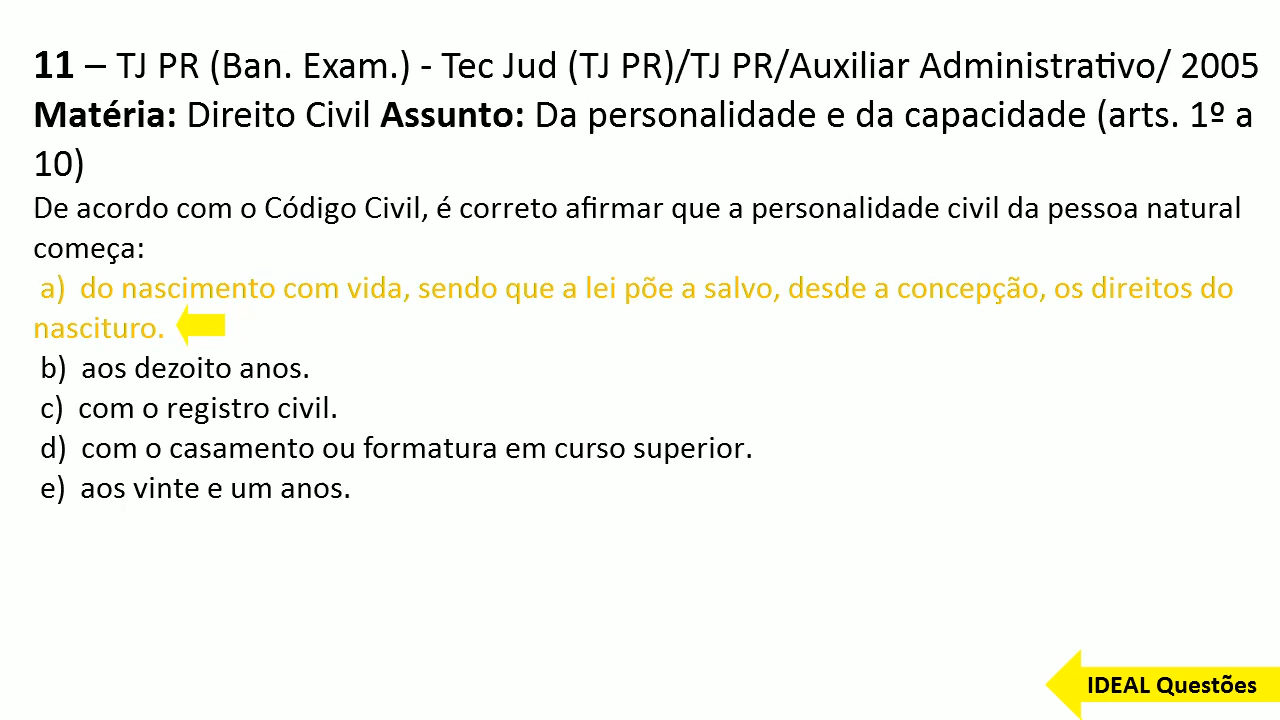 11 – TJ PR (Ban. Exam.) - Tec Jud (TJ PR)/TJ PR/Auxiliar Administrativo/ 2005
Matéria: Direito Civil Assunto: Da personalidade e da capacidade (arts. 1º a
10)
De acordo com o Código Civil, é correto afirmar que a personalidade civil da pessoa natural
começa:
a) do nascimento com vida, sendo que a lei põe a salvo, desde a concepção, os direitos do
nascituro.
b) aos dezoito anos.
c) com o registro civil.
d) com o casamento ou formatura em curso superior.
e) aos vinte e um anos.
IDEAL Questões